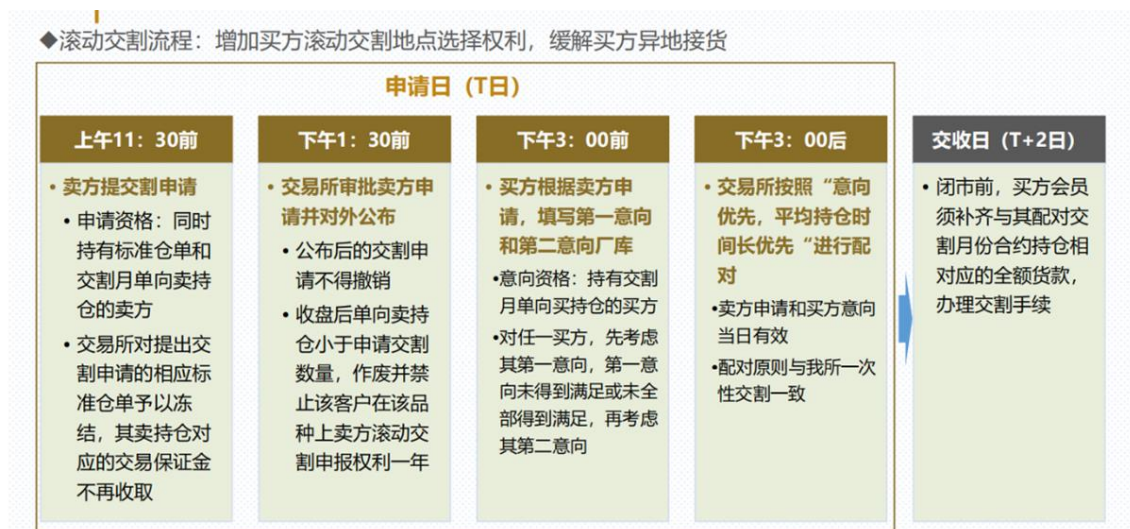 ◆滚动交割流程：增加买方滚动交割地点选择权利，缓解买方异地接货
申请日（T日）
上午11：30前
• 卖方提交割申请
• 申请资格：同时
持有标准仓单和
交割月单向卖持
仓的卖方
• 交易所对提出交
割申请的相应标
准仓单予以冻
结，其卖持仓对
应的交易保证金
不再收取
下午1：30前
• 交易所审批卖方申
请并对外公布
• 公布后的交割申
请不得撤销
• 收盘后单向卖持
仓小于申请交割
数量，作废并禁
止该客户在该品
种上卖方滚动交
割申报权利一年
下午3：00前
• 买方根据卖方申
请，填写第一意向
和第二意向厂库
•意向资格：持有交割
月单向买持仓的买方
•对任一买方，先考虑
其第一意向，第一意
向未得到满足或未全
部得到满足，再考虑
其第二意向
下午3：00后
• 交易所按照“意向
优先，平均持仓时
间长优先“进行配
对
•卖方申请和买方意向
当日有效
•配对原则与我所一次
性交割一致
交收日（T+2日）
• 闭市前，买方会员
须补齐与其配对交
割月份合约持仓相
对应的全额货款，
办理交割手续